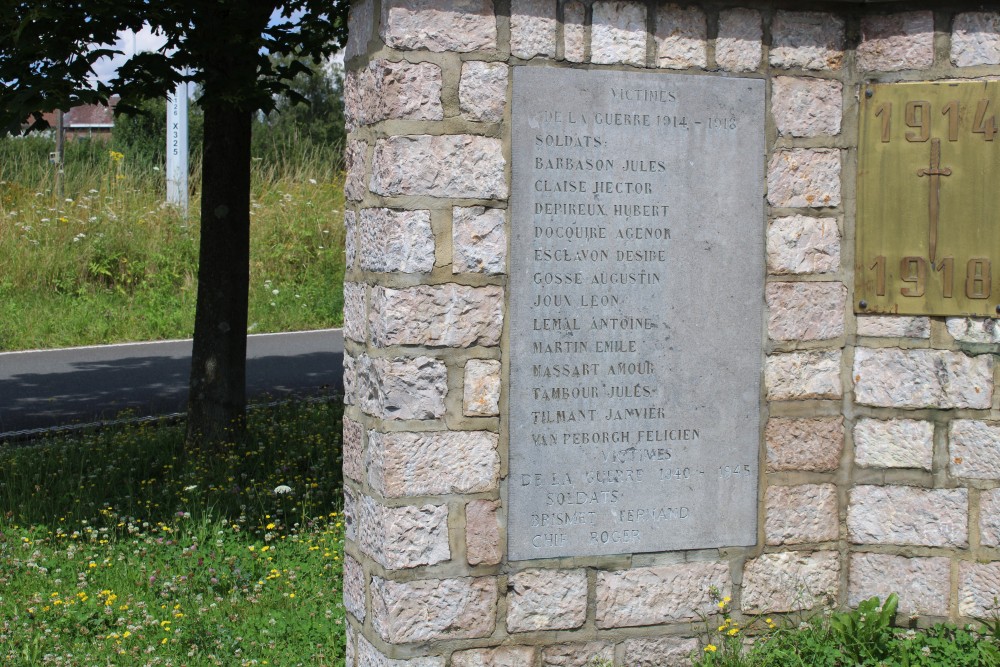 VICTIMES
DE LA GUERRE 1914 - 1918
SOLDATS:
BABBASON JULES
CLAISE HECTOR
DEPIREUX HUBERT
DOCQUIRE AGENOR
ESCLAVON DESIRE
GOSSE AUGUSTIN
JOUX LEON
LEMAL ANTOINE
MARTIN EMILE
MASSART AMOUR
TAMBOUR JULES
TILMANT JANVIER
VAN PEBORGH FELICIEN
VICTIMES
DE LA GUERRE 1940 - 1945
SOLDATS
BRISMET FERNAND
CHIF ROGER
1914
1918
X325